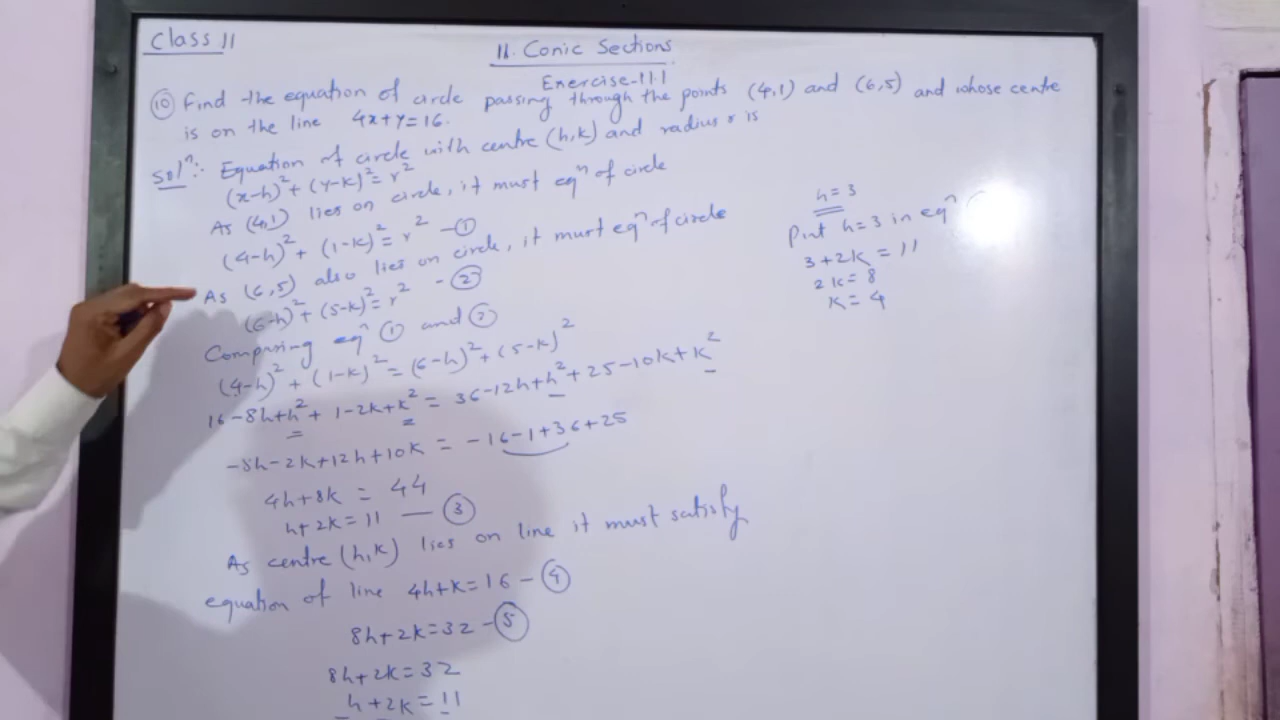 Class 11
11. Conic Sections
Exercise-11.1
⑩ Find the equation of circle passing through the points (4,1) and (6,5) and whose centre
is on the line 4x+y=16.
Solⁿ:- Equation of circle with centre (h,k) and radius r is
(x-h)²+(y-k)²=r²
As (4,1) lies on circle, it must eqⁿ of circle
(4-h)²+(1-k)²=r² -①
As (6,5) also lies on circle, it must eqⁿ of circle
(6-h)²+(5-k)²=r² -②
Comprising eqⁿ ① and ②
(4-h)²+(1-k)²=(6-h)²+(5-k)²
16-8h+h²+1-2k+k²=36-12h+h²+25-10k+k²
-8h-2k+12h+10k=-16-1+36+25
4h+8k=44
h+2k=11 — ③
As centre (h,k) lies on line it must satisfy
equation of line 4h+k=16 - ④
8h+2k=32 -⑤
8h+2k=32
h+2k=11
h=3
Put h=3 in eqⁿ
3+2k=11
2k=8
k=4